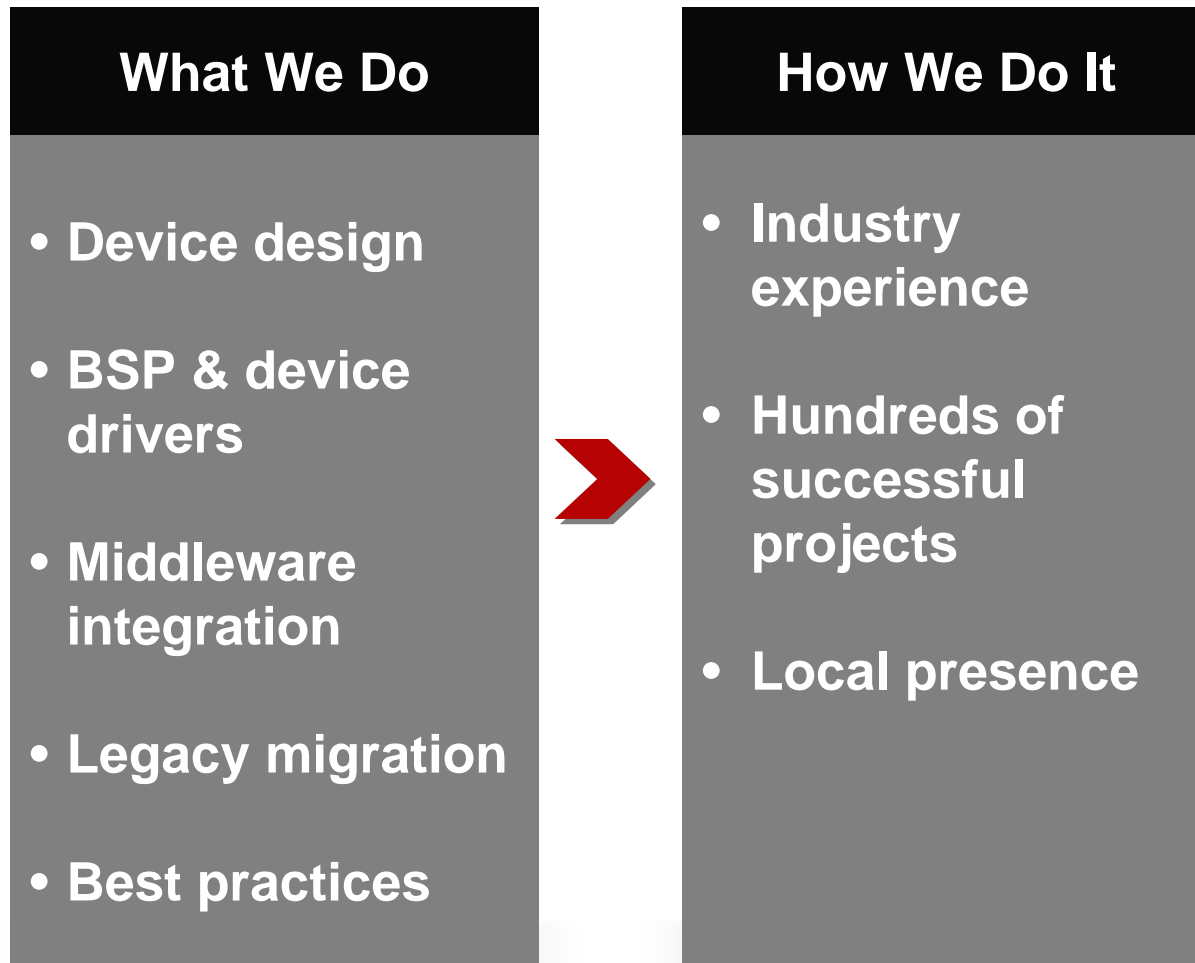 What We Do
• Device design
• BSP & device
drivers
• Middleware
integration
• Legacy migration
• Best practices
How We Do It
• Industry
experience
• Hundreds of
successful
projects
• Local presence